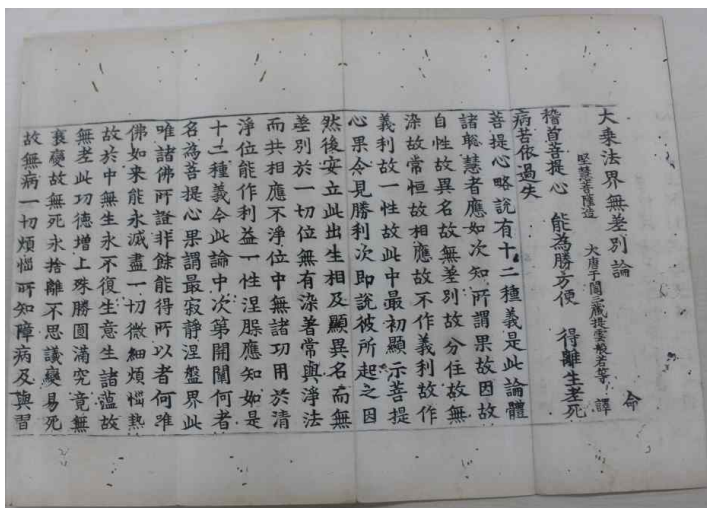 大乘法界無差別論 命
堅慧菩薩造 大唐于闐三藏提雲般若等 譯
稽首菩提心 能為勝方便 得離生老死
病苦依過失
菩提心略說有十二種義是此論體
諸聰慧者應如次知所謂果故因故
自性故異名故無差別故分住故無
染故常恒故相應故不作義利故作
義利故一性故此中最初顯示菩提
心果令見勝利次即說彼所起之因
然後安立此出生相及顯異名而無
差別於一切位無有染著常與淨法
而共相應不淨位中無諸功用於清
淨位能作利益一性涅槃應知如是
十二種義今此論中次第開闡何者
名為菩提心果謂最寂靜涅槃界此
唯諸佛所證非餘能得所以者何唯
佛如來能永滅盡一切微細煩惱熱
故於中無生永不復生意生諸蘊故
無老此功德增上殊勝圓滿究竟無
衰變故無死永捨離不思議變易死
故無病一切煩惱所知障病及與習